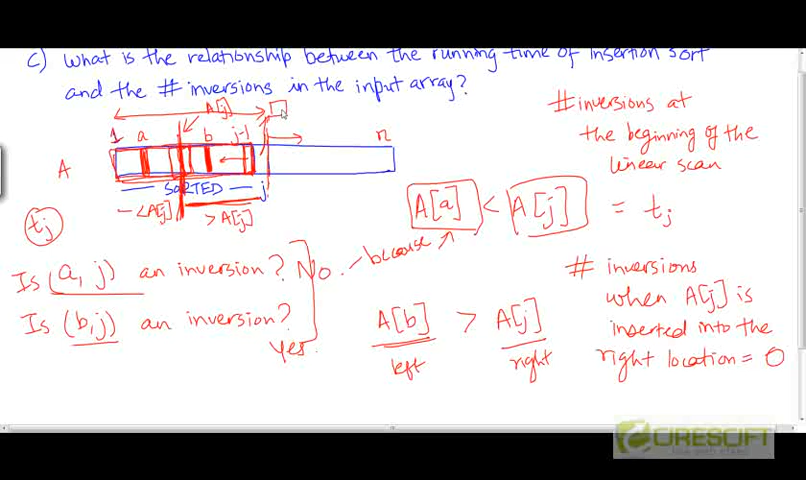 c) What is the relationship between the running time of insertion sort
and the # inversions in the input array?
A[j]
1 a b j-1 n
A
SORTED j
<A[j] > A[j]
tj
# inversions at
the beginning of the
linear scan
A[a] < A[j] = tj
because
Is (a, j) an inversion? No.
Is (b,j) an inversion?
Yes.
A[b] > A[j]
left right
# inversions
when A[j] is
inserted into the
right location = 0